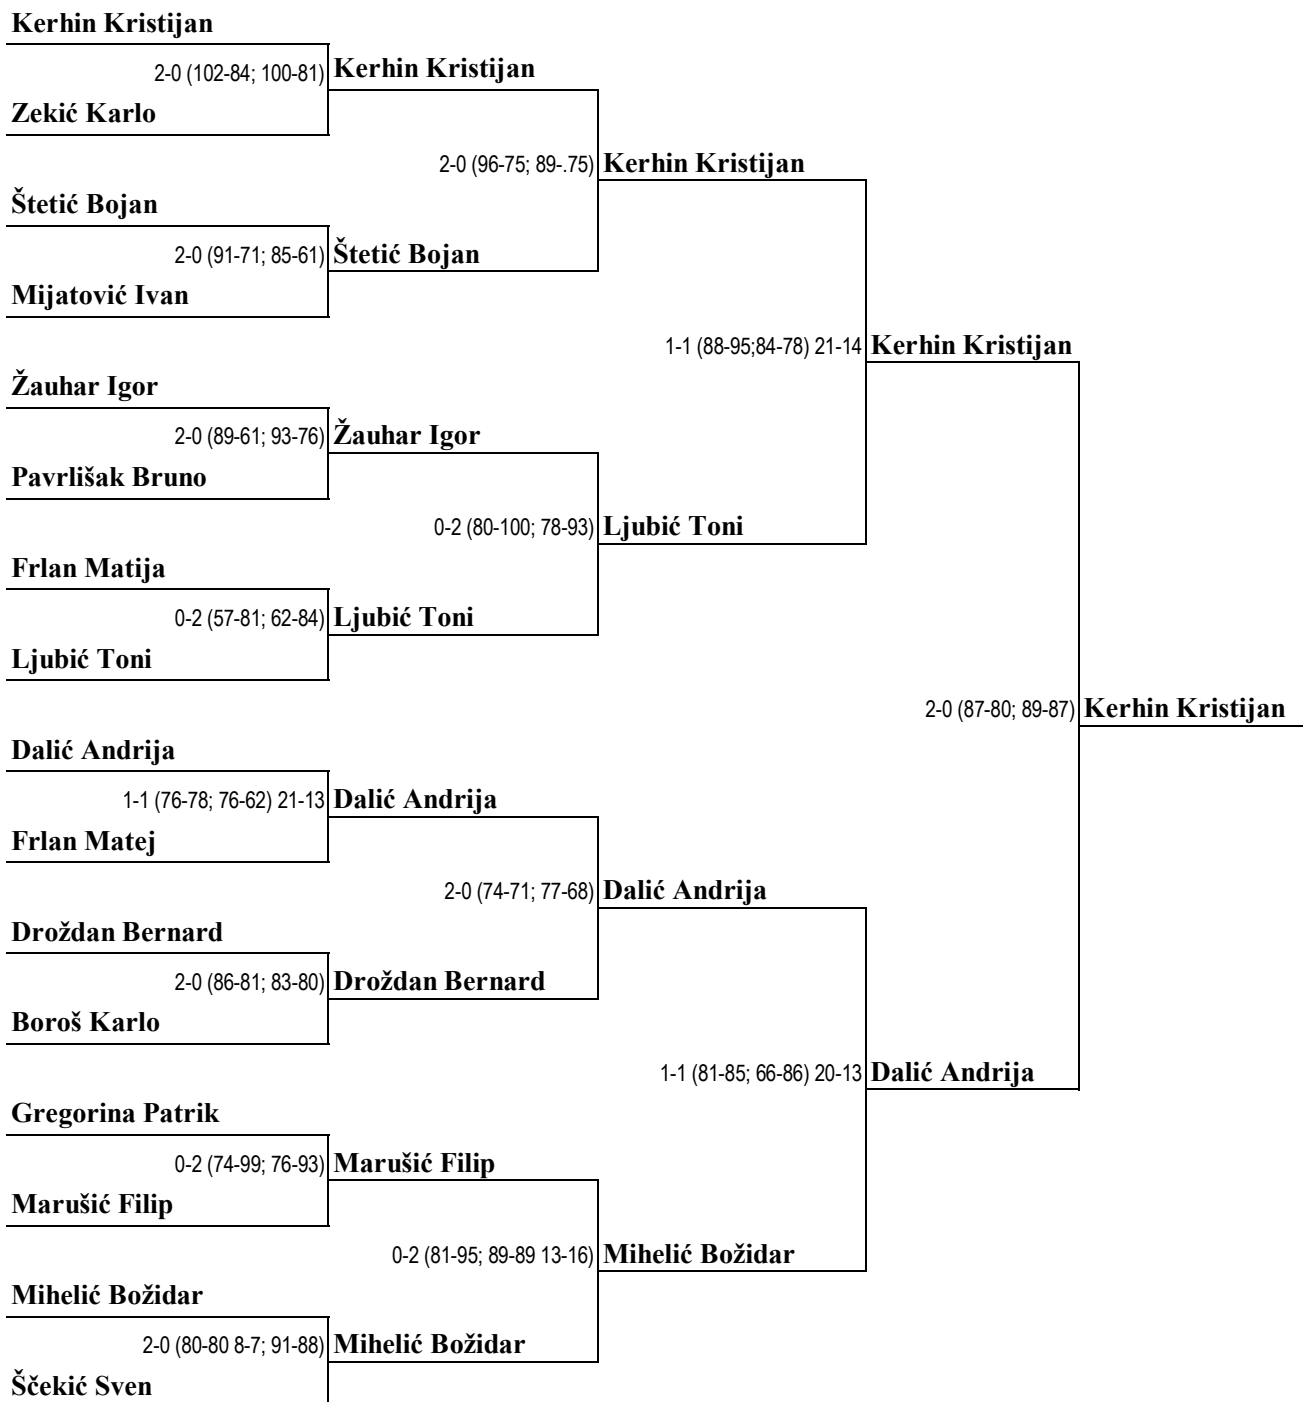 Kerhin Kristijan
2-0 (102-84; 100-81) Kerhin Kristijan
Zekić Karlo
2-0 (96-75; 89-.75) Kerhin Kristijan
Štetić Bojan
2-0 (91-71; 85-61) Štetić Bojan
Mijatović Ivan
1-1 (88-95;84-78) 21-14 Kerhin Kristijan
Žauhar Igor
2-0 (89-61; 93-76) Žauhar Igor
Pavrlišak Bruno
0-2 (80-100; 78-93) Ljubić Toni
Frlan Matija
0-2 (57-81; 62-84) Ljubić Toni
Ljubić Toni
2-0 (87-80; 89-87) Kerhin Kristijan
Dalić Andrija
1-1 (76-78; 76-62) 21-13 Dalić Andrija
Frlan Matej
2-0 (74-71; 77-68) Dalić Andrija
Droždan Bernard
2-0 (86-81; 83-80) Droždan Bernard
Boroš Karlo
1-1 (81-85; 66-86) 20-13 Dalić Andrija
Gregorina Patrik
0-2 (74-99; 76-93) Marušić Filip
Marušić Filip
0-2 (81-95; 89-89 13-16) Mihelić Božidar
Mihelić Božidar
2-0 (80-80 8-7; 91-88) Mihelić Božidar
Ščekić Sven